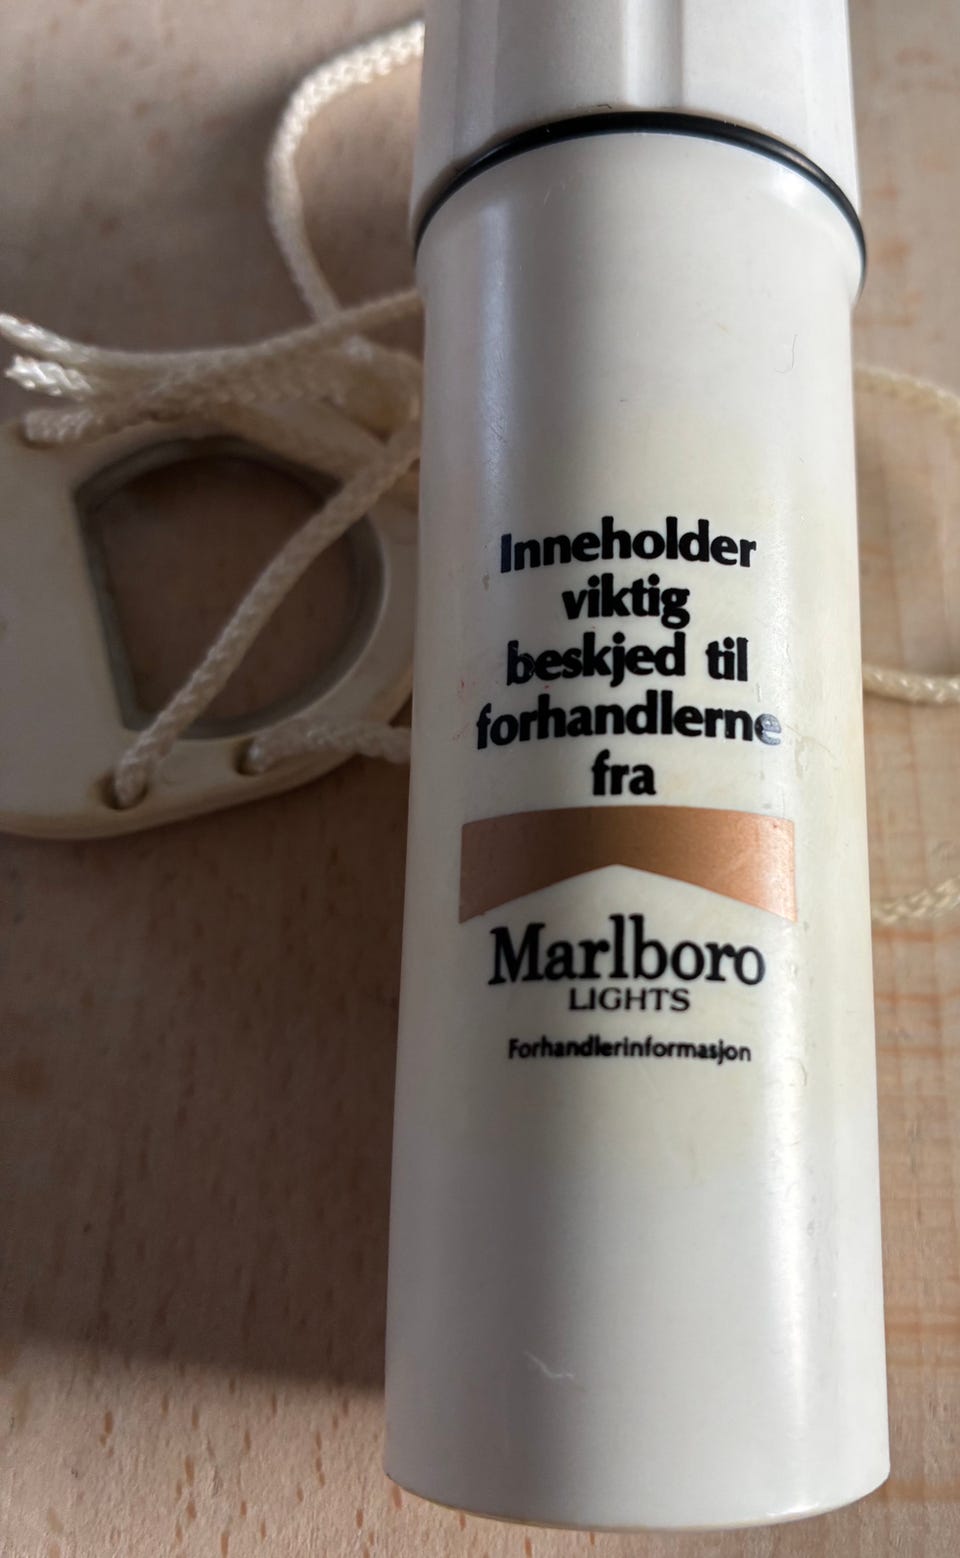 Inneholder
viktig
beskjed til
forhandlerne
fra
Marlboro
LIGHTS
Forhandlerinformasjon